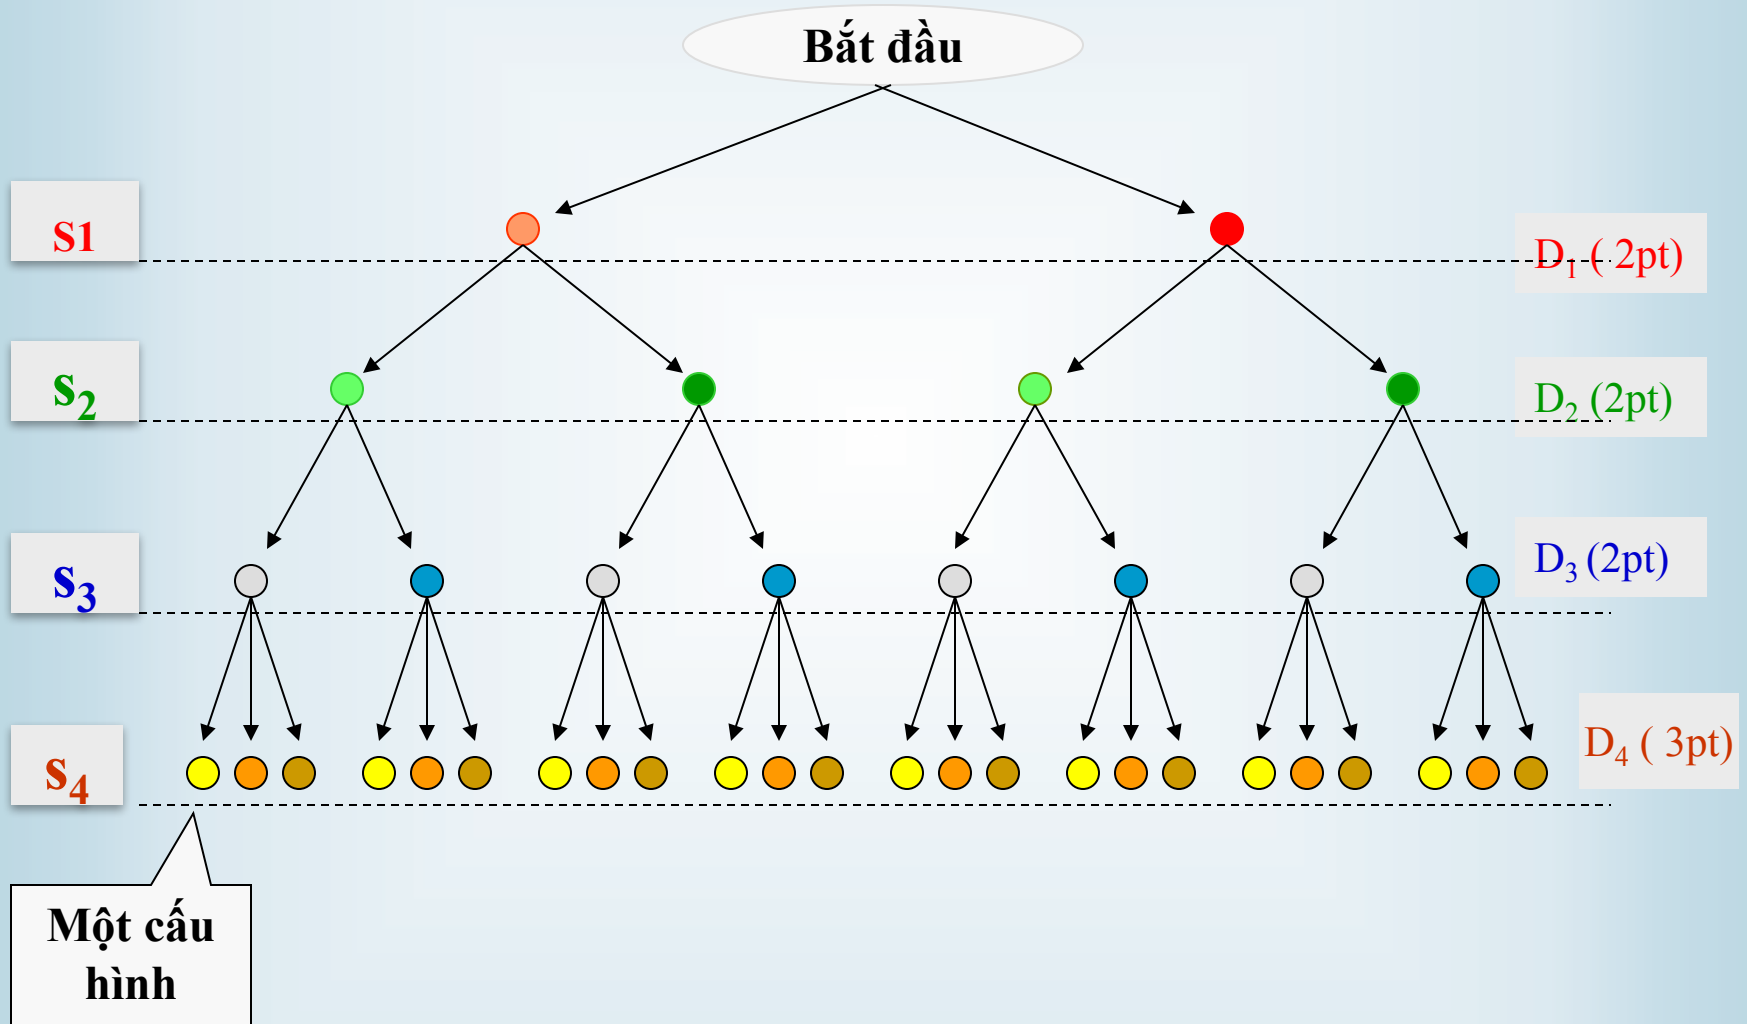 Bắt đầu
S1
D1 ( 2pt)
s2
D2 (2pt)
s3
D3 (2pt)
s4
D4 ( 3pt)
Một cấu
hình